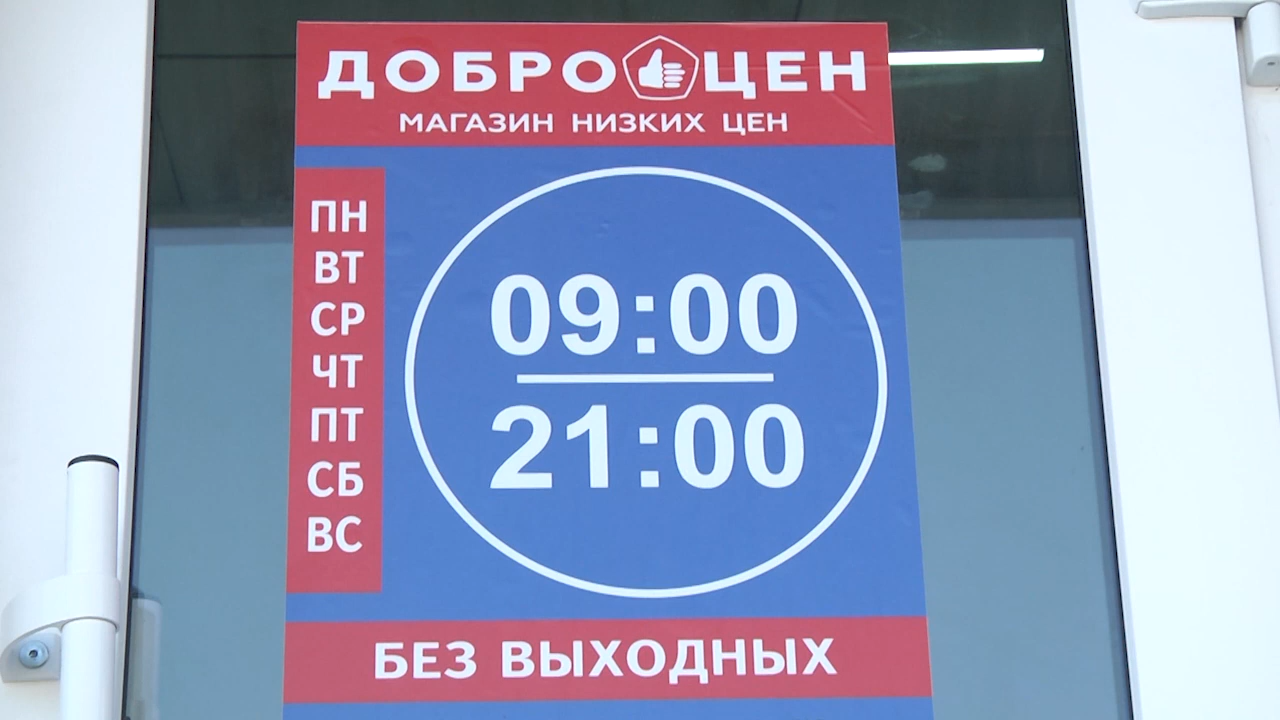 ДОБРОЦЕН
МАГАЗИН НИЗКИХ ЦЕН
ПН
ВТ
СР
ЧТ
ПТ
СБ
ВС
09:00
21:00
БЕЗ ВЫХОДНЫХ